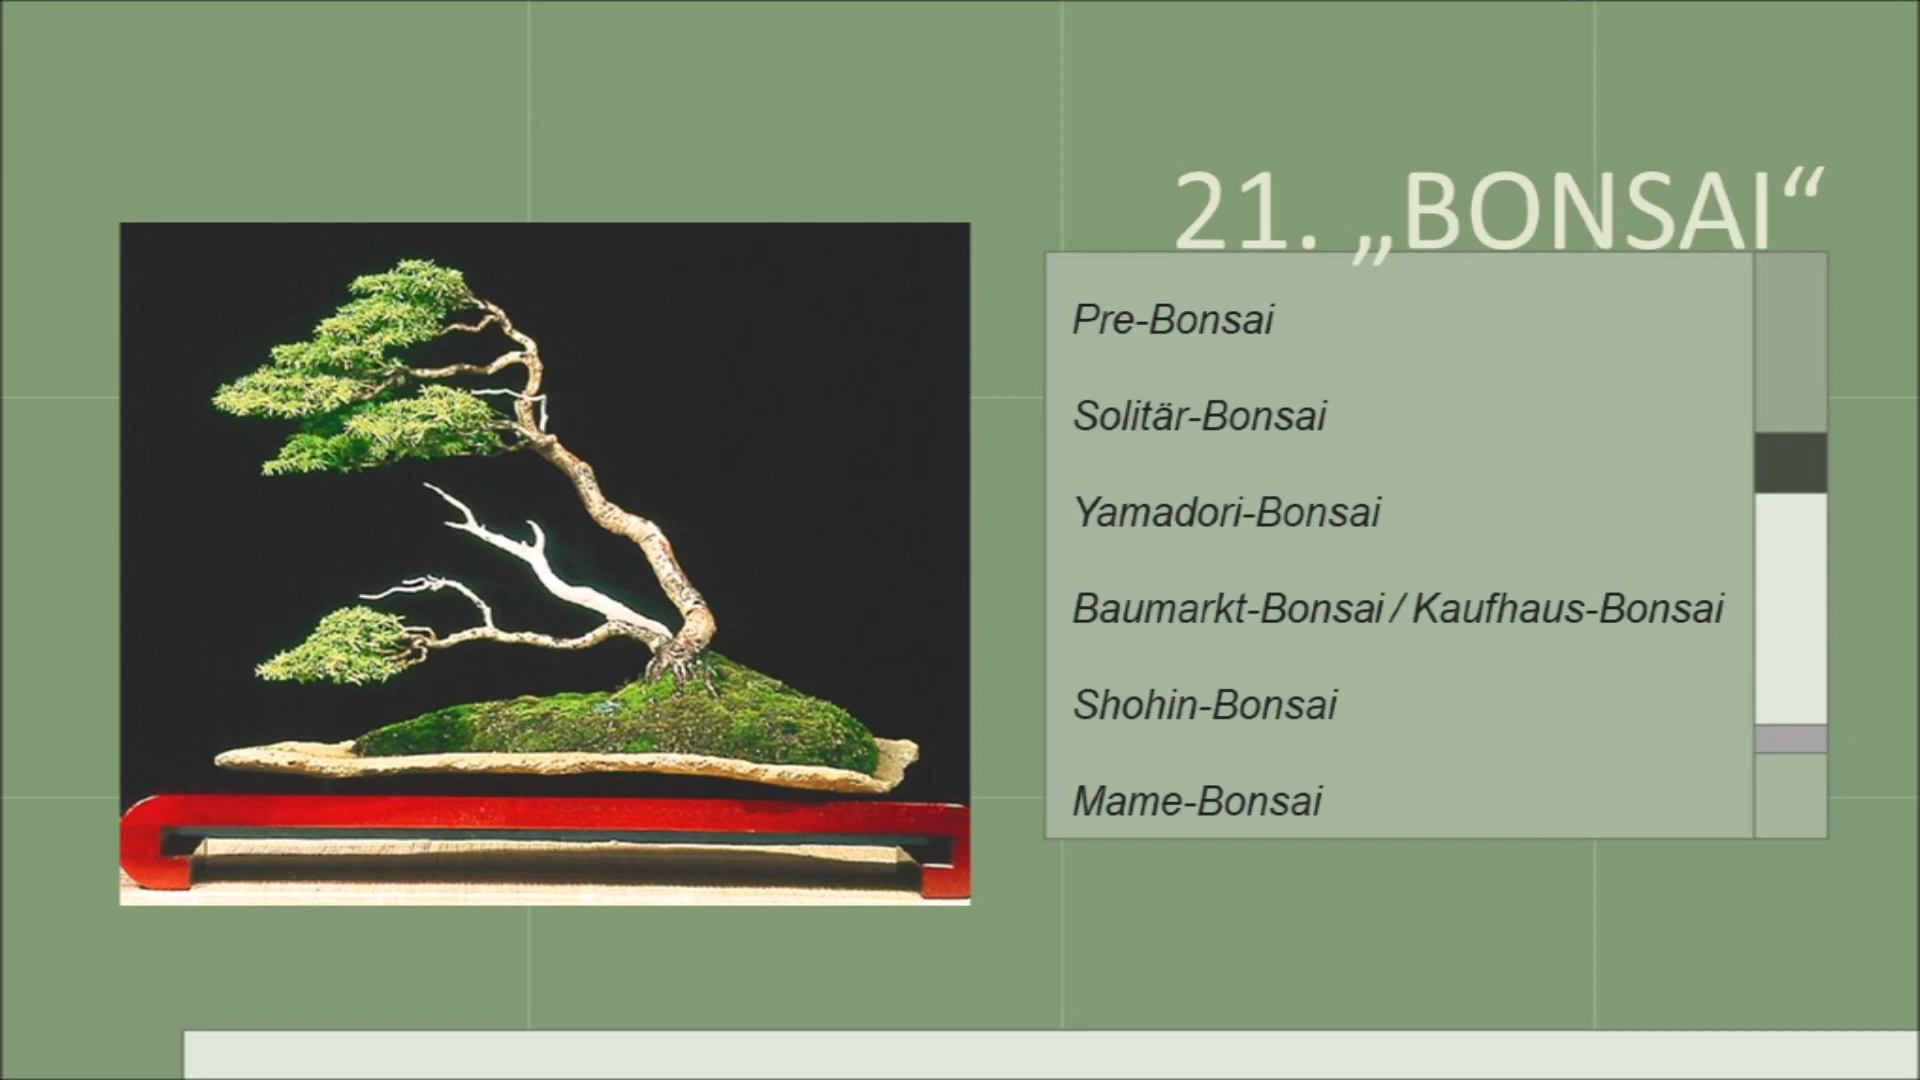 21. „BONSAI“
Pre-Bonsai
Solitär-Bonsai
Yamadori-Bonsai
Baumarkt-Bonsai / Kaufhaus-Bonsai
Shohin-Bonsai
Mame-Bonsai